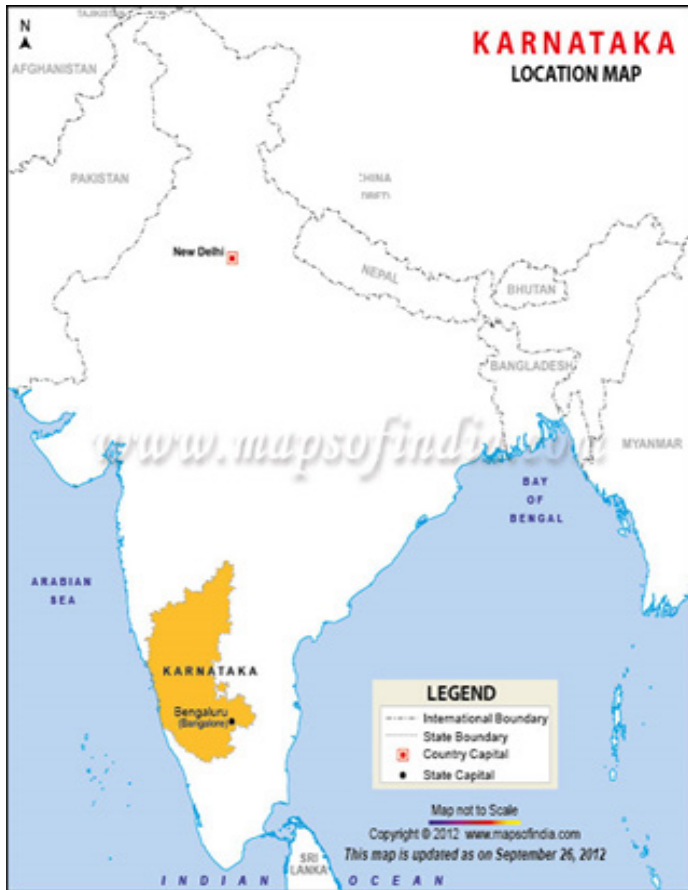 TAJIKISTAN
N
KARNATAKA
LOCATION MAP
AFGHANISTAN
PAKISTAN
CHINA
New Delhi
NEPAL
BHUTAN
BANGLADESH
www.mapsofindia.com
MYANMAR
BAY
OF
BENGAL
ARABIAN
SEA
KARNATAKA
Bengaluru
(Bangalore)
LEGEND
International Boundary
State Boundary
Country Capital
State Capital
Map not to Scale
Copyright © 2012 www.mapsofindia.com
This map is updated as on September 26, 2012
SRI
LANKA
INDIAN OCEAN